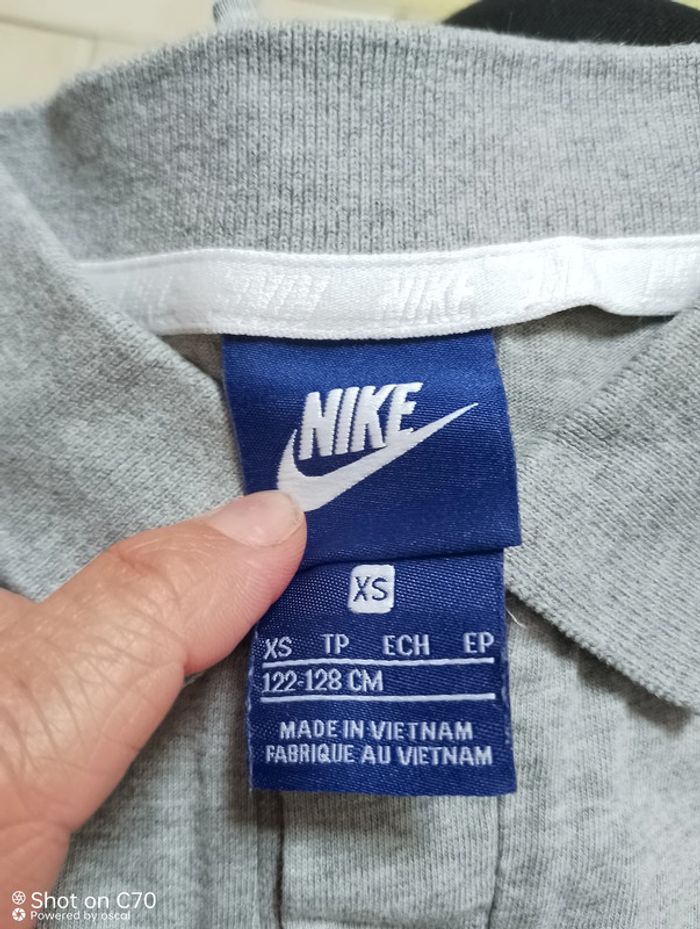 NIKE
NIKE
XS
XS TP ECH EP
122-128 CM
MADE IN VIETNAM
FABRIQUE AU VIETNAM
Shot on C70
Powered by oscal